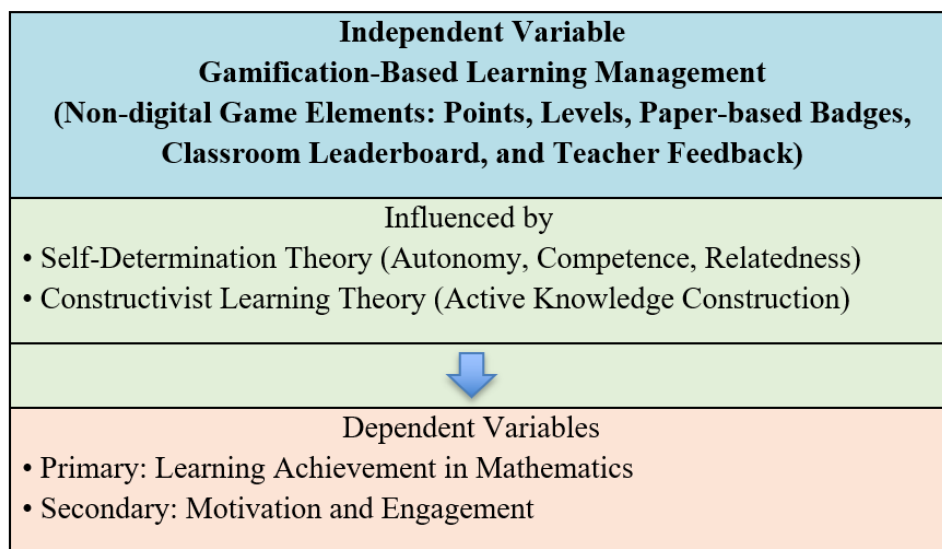 Independent Variable
Gamification-Based Learning Management
(Non-digital Game Elements: Points, Levels, Paper-based Badges,
Classroom Leaderboard, and Teacher Feedback)
Influenced by
• Self-Determination Theory (Autonomy, Competence, Relatedness)
• Constructivist Learning Theory (Active Knowledge Construction)
Dependent Variables
• Primary: Learning Achievement in Mathematics
• Secondary: Motivation and Engagement